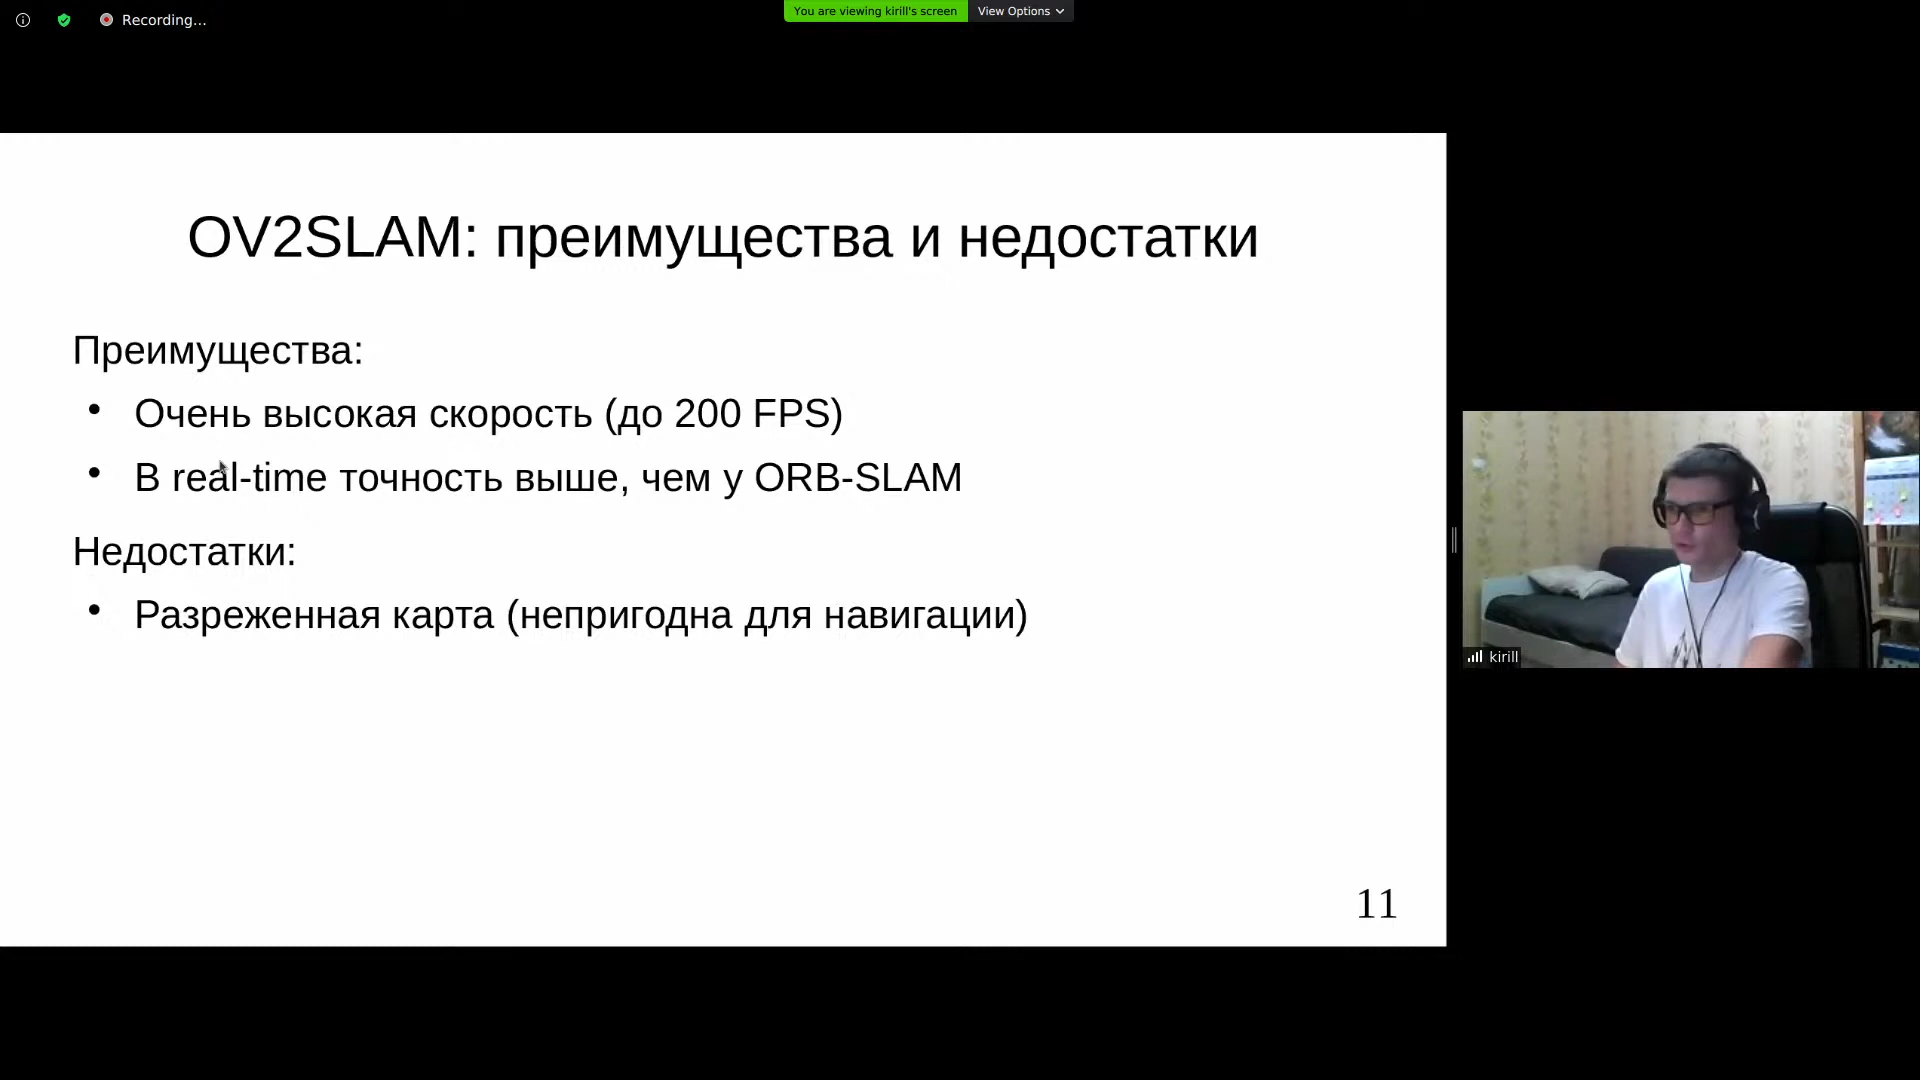 Recording...
You are viewing kirill's screen
View Options
OV2SLAM: преимущества и недостатки
Преимущества:
• Очень высокая скорость (до 200 FPS)
• В real-time точность выше, чем у ORB-SLAM
Недостатки:
• Разреженная карта (непригодна для навигации)
11
kirill